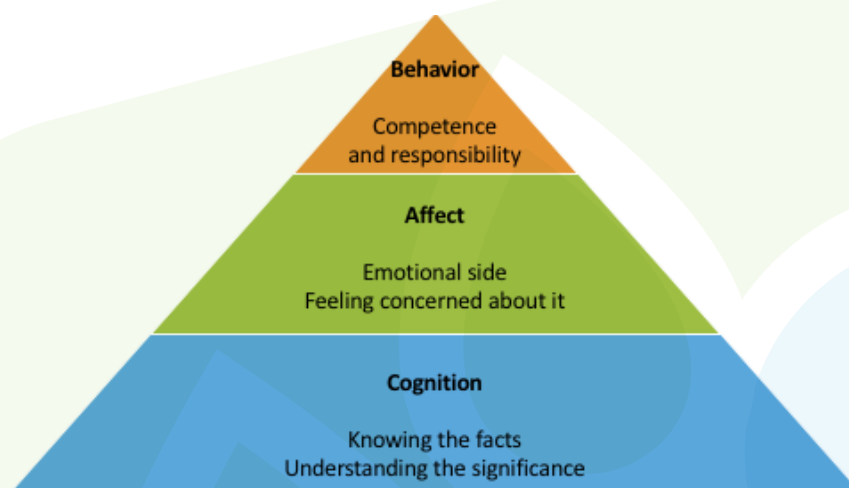 Behavior
Competence
and responsibility
Affect
Emotional side
Feeling concerned about it
Cognition
Knowing the facts
Understanding the significance